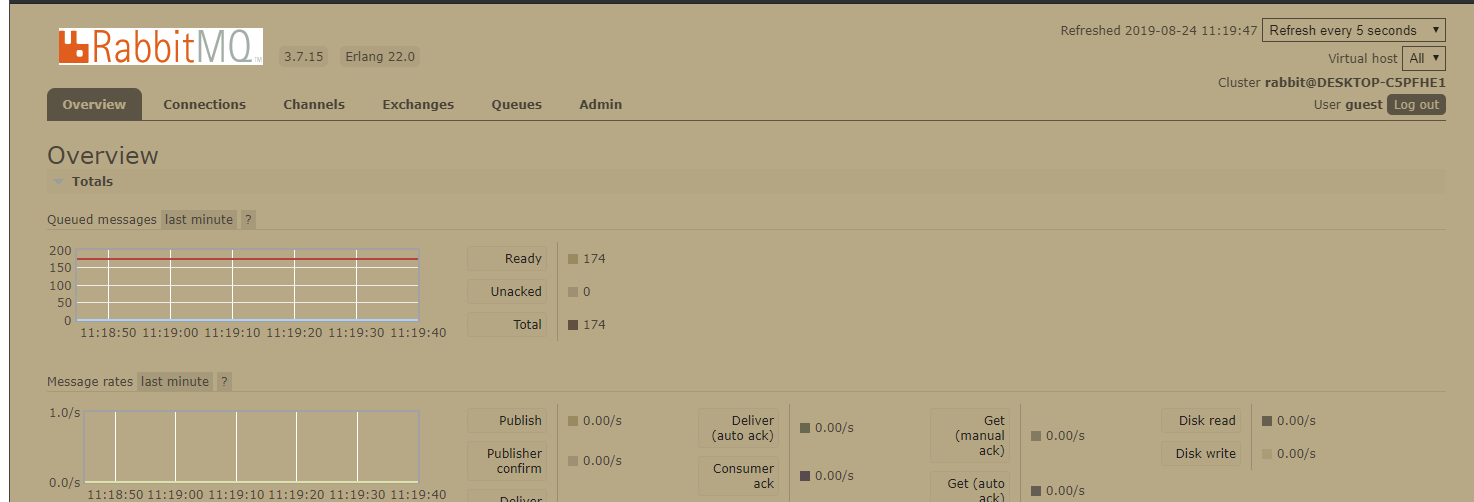 RabbitMQ TM 3.7.15 Erlang 22.0
Refreshed 2019-08-24 11:19:47 Refresh every 5 seconds
Virtual host All
Cluster rabbit@DESKTOP-C5PFHE1
User guest Log out
Overview Connections Channels Exchanges Queues Admin
Overview
Totals
Queued messages last minute ?
200
150
100
50
0
11:18:50 11:19:00 11:19:10 11:19:20 11:19:30 11:19:40
Ready 174
Unacked 0
Total 174
Message rates last minute ?
1.0/s
0.0/s
11:18:50 11:19:00 11:19:10 11:19:20 11:19:30 11:19:40
Publish 0.00/s
Publisher
confirm 0.00/s
Deliver
Deliver
(auto ack) 0.00/s
Consumer
ack 0.00/s
Get
(manual
ack) 0.00/s
Get (auto
ack) 0.00/s
Disk read 0.00/s
Disk write 0.00/s